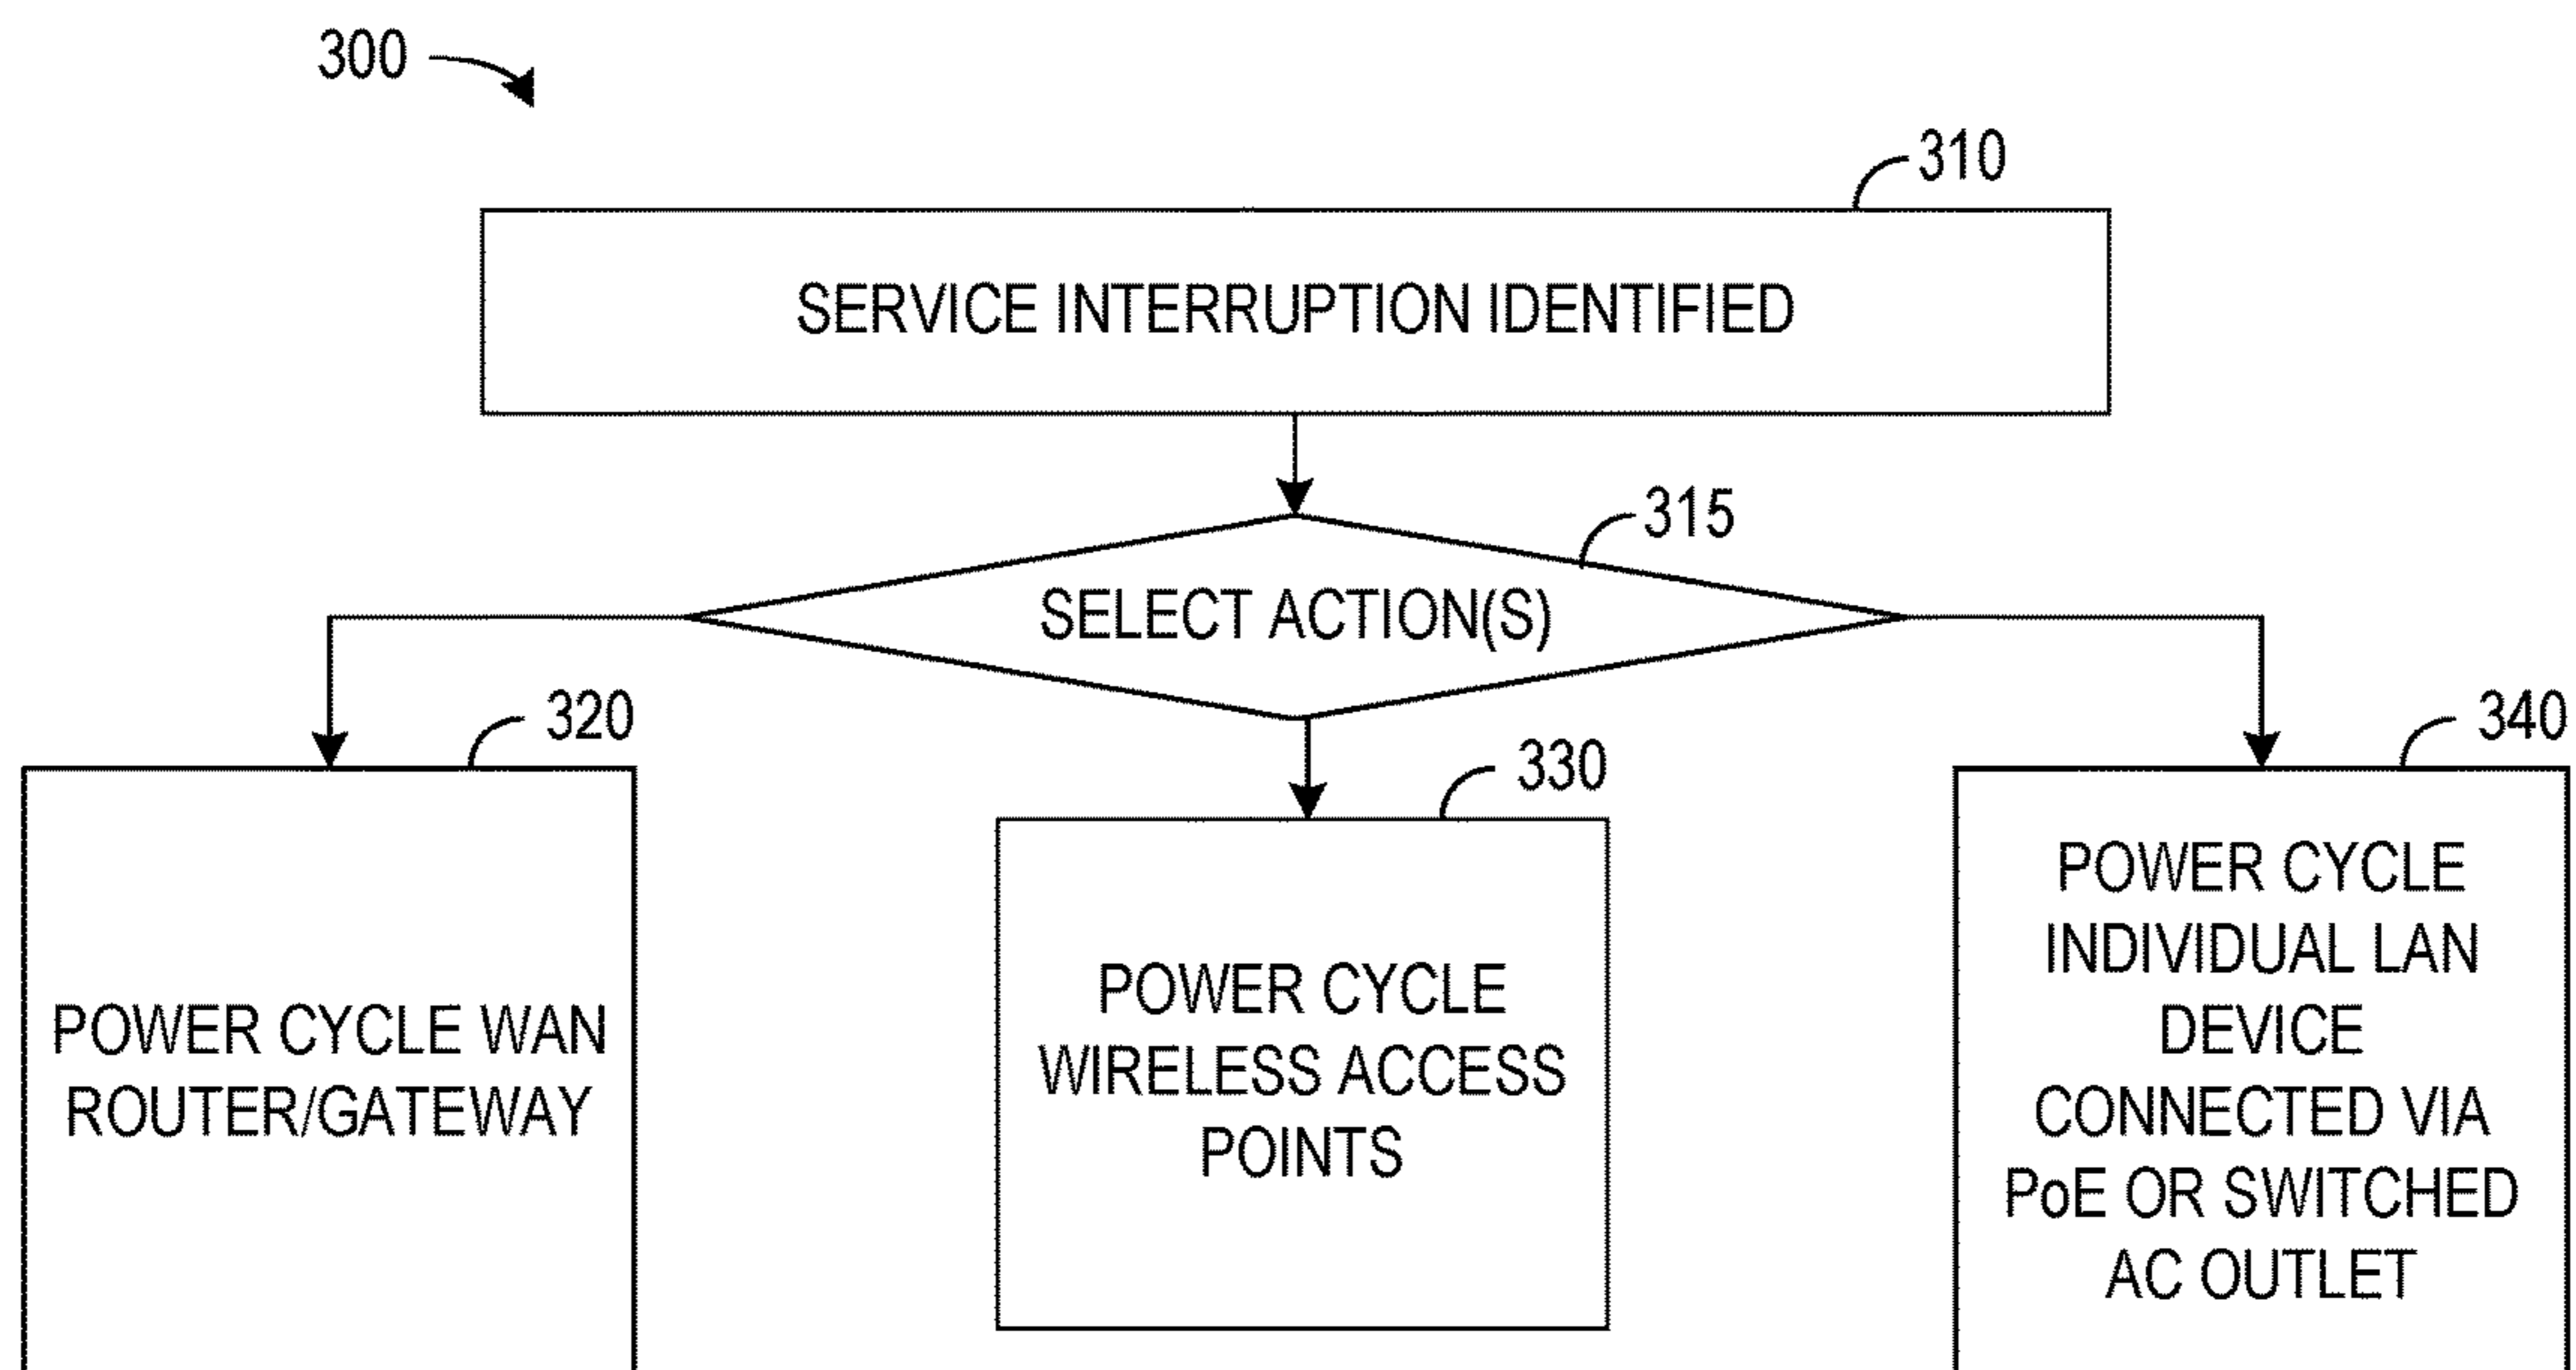 300
310
SERVICE INTERRUPTION IDENTIFIED
315
SELECT ACTION(S)
320
POWER CYCLE WAN
ROUTER/GATEWAY
330
POWER CYCLE
WIRELESS ACCESS
POINTS
340
POWER CYCLE
INDIVIDUAL LAN
DEVICE
CONNECTED VIA
PoE OR SWITCHED
AC OUTLET